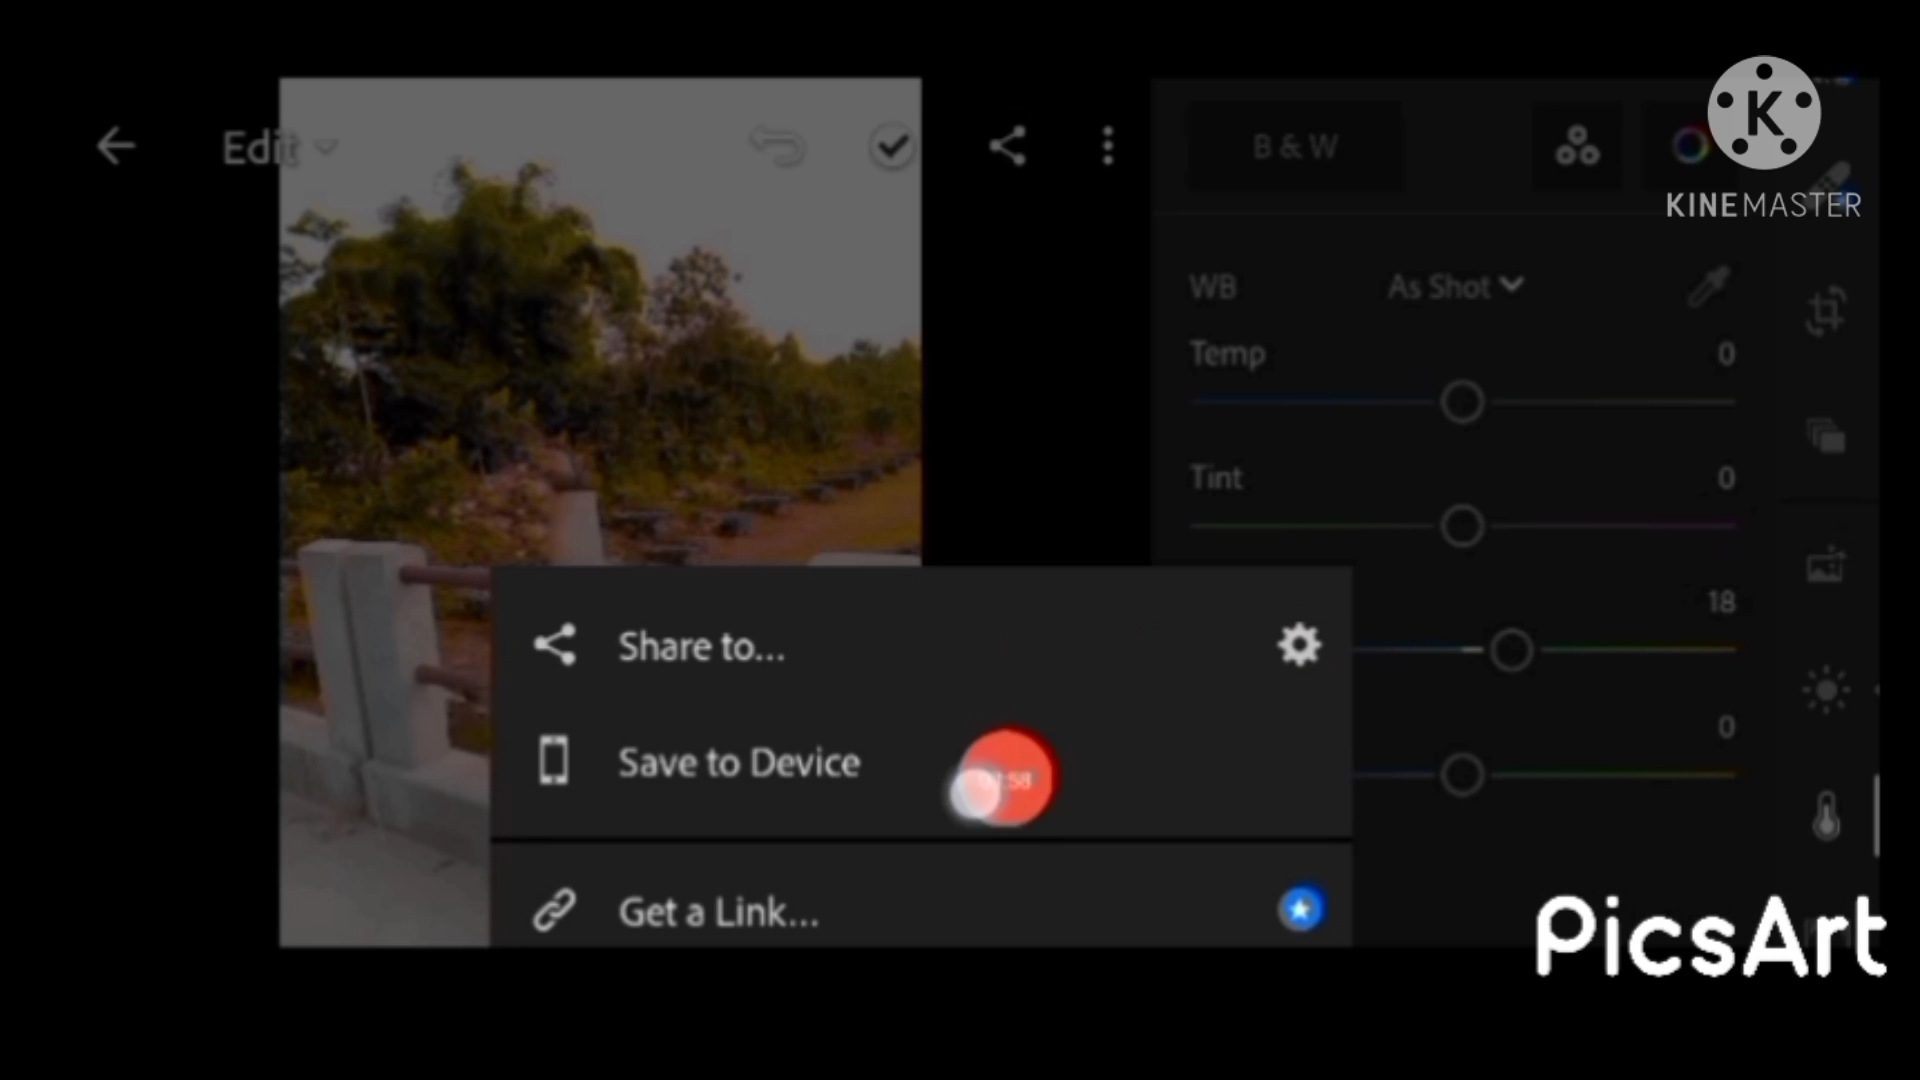 Edit
B & W
K
KINEMASTER
WB As Shot
Temp 0
Tint 0
18
0
Share to...
Save to Device
Get a Link...
PicsArt